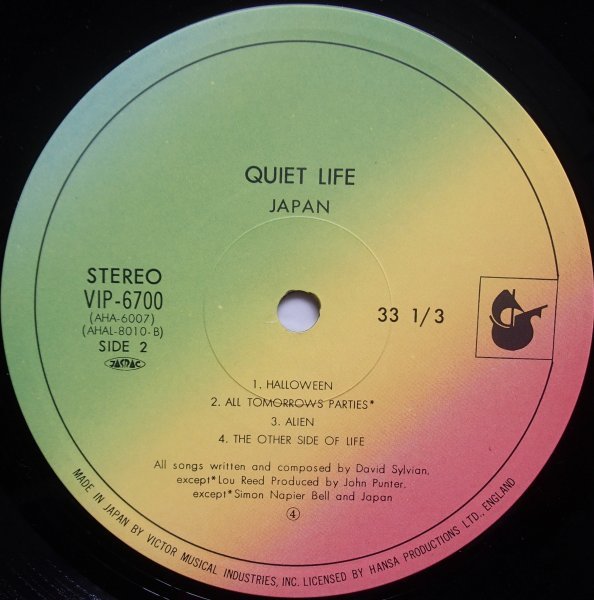 QUIET LIFE
JAPAN
STEREO
VIP-6700
(AHA-6007)
(AHAL-8010-B)
SIDE 2
JASRAC
33 1/3
1. HALLOWEEN
2. ALL TOMORROWS PARTIES*
3. ALIEN
4. THE OTHER SIDE OF LIFE
All songs written and composed by David Sylvian,
except*Lou Reed Produced by John Punter,
except*Simon Napier Bell and Japan
④
MADE IN JAPAN BY VICTOR MUSICAL INDUSTRIES, INC. LICENSED BY HANSA PRODUCTIONS LTD., ENGLAND